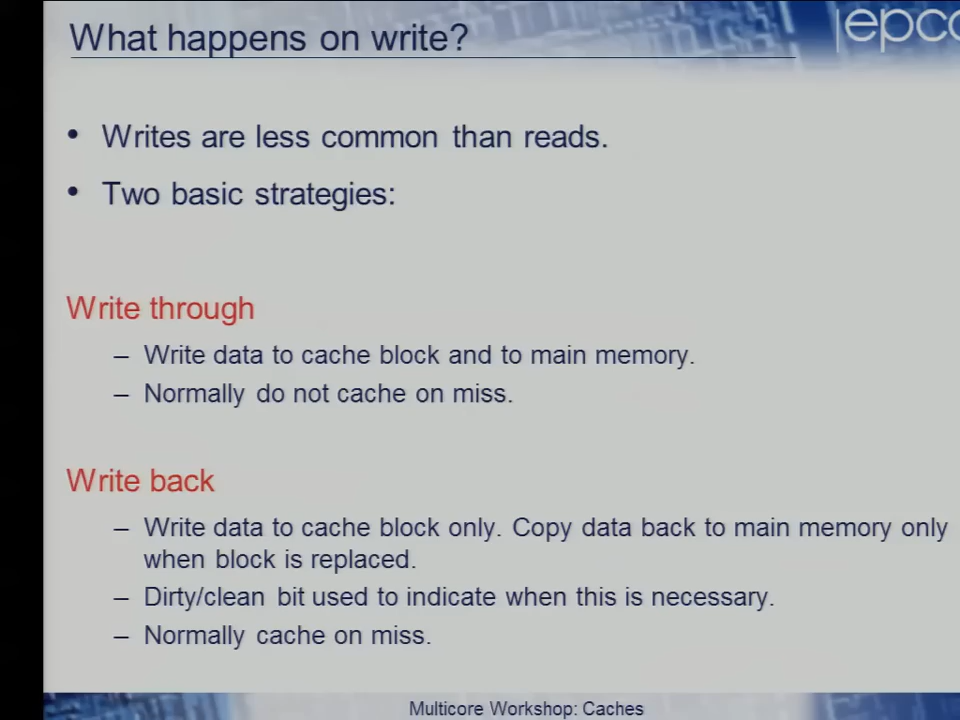 What happens on write?
|epcc
• Writes are less common than reads.
• Two basic strategies:
Write through
– Write data to cache block and to main memory.
– Normally do not cache on miss.
Write back
– Write data to cache block only. Copy data back to main memory only
when block is replaced.
– Dirty/clean bit used to indicate when this is necessary.
– Normally cache on miss.
Multicore Workshop: Caches